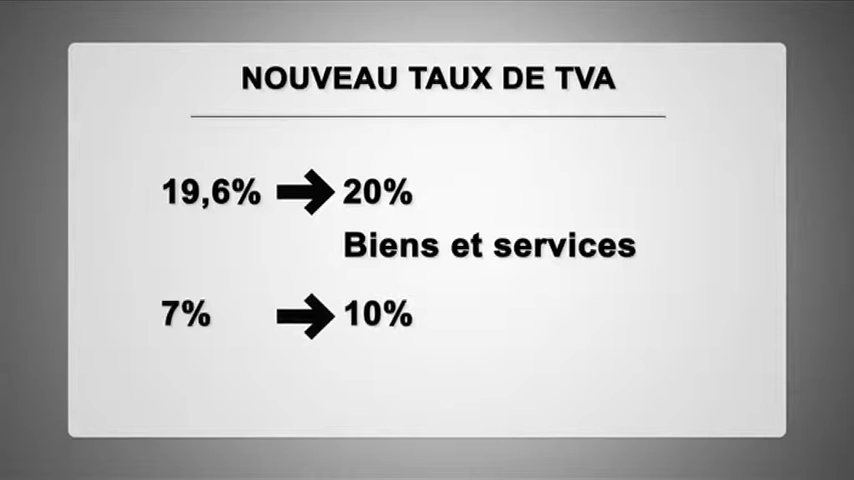 NOUVEAU TAUX DE TVA
19,6% → 20%
Biens et services
7% → 10%